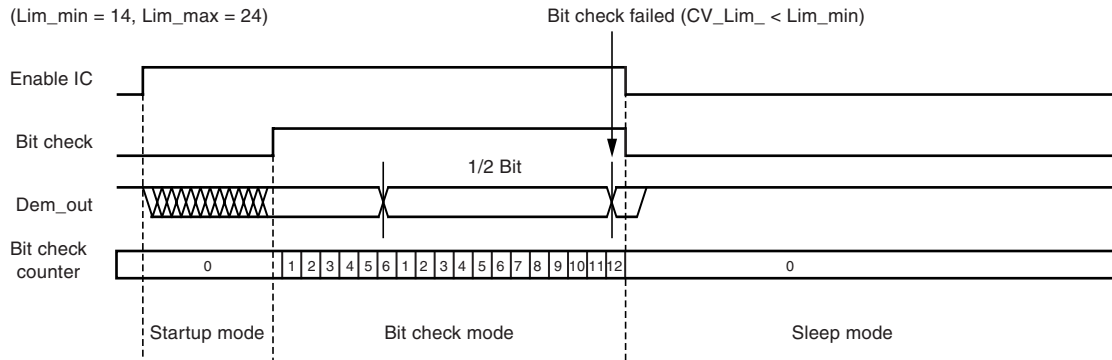 (Lim_min = 14, Lim_max = 24)
Bit check failed (CV_Lim_ < Lim_min)
Enable IC
Bit check
1/2 Bit
Dem_out
Bit check
counter
0 1 2 3 4 5 6 1 2 3 4 5 6 7 8 9 10 11 12 0
Startup mode Bit check mode Sleep mode